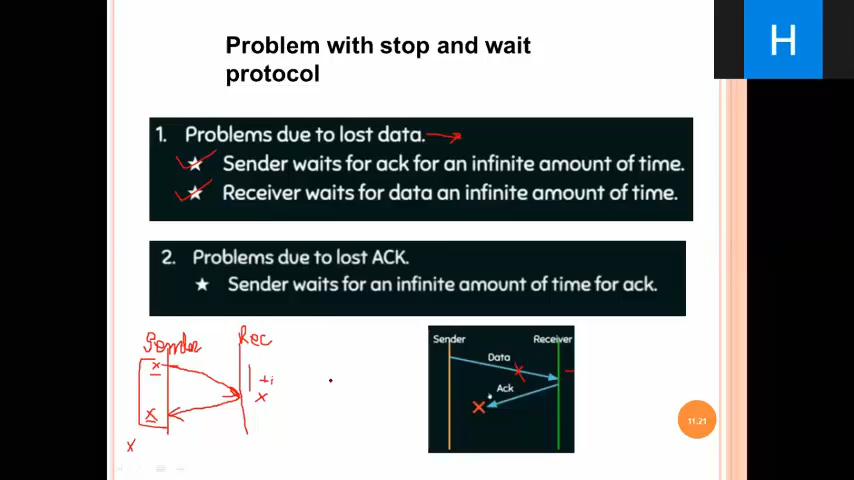 Problem with stop and wait
protocol
H
1. Problems due to lost data.
★ Sender waits for ack for an infinite amount of time.
★ Receiver waits for data an infinite amount of time.
2. Problems due to lost ACK.
★ Sender waits for an infinite amount of time for ack.
Sender Rec
x
x
x
x
Sender Receiver
Data
Ack
11.21